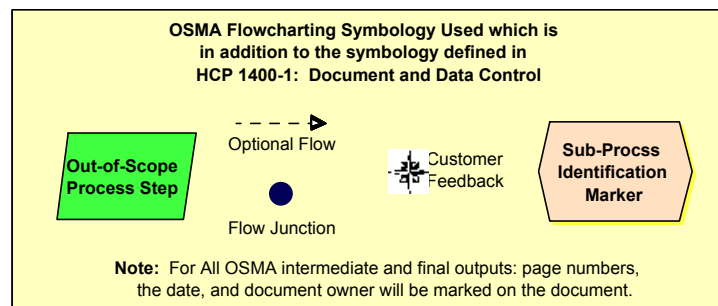 OSMA Flowcharting Symbology Used which is
in addition to the symbology defined in
HCP 1400-1: Document and Data Control
Out-of-Scope
Process Step
Optional Flow
Flow Junction
Customer
Feedback
Sub-Procss
Identification
Marker
Note: For All OSMA intermediate and final outputs: page numbers,
the date, and document owner will be marked on the document.